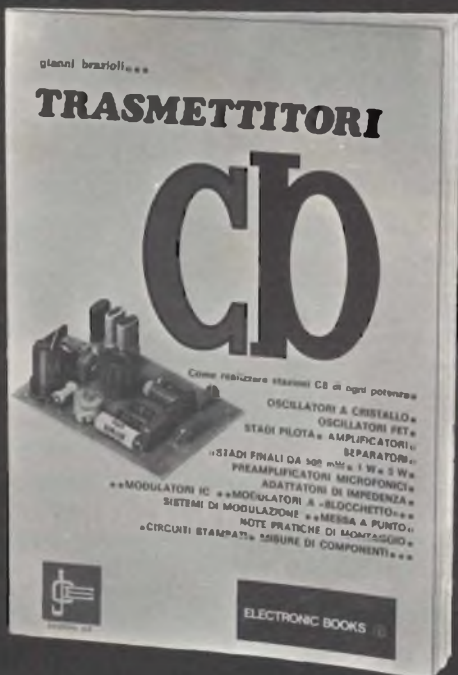 gianni brazioli...
TRASMETTITORI
Cb
Come realizzare stazioni CB di ogni potenza
OSCILLATORI A CRISTALLO
OSCILLATORI FET
STADI PILOTA AMPLIFICATORI
SEPARATORI
STADI FINALI DA 500 mW 1 W 5 W
PREAMPLIFICATORI MICROFONICI
ADATTATORI DI IMPEDENZA
MODULATORI IC MODULATORI A «BLOCCHETTO»
SISTEMI DI MODULAZIONE MESSA A PUNTO
NOTE PRATICHE DI MONTAGGIO
CIRCUITI STAMPATI MISURE DI COMPONENTI
ELECTRONIC BOOKS